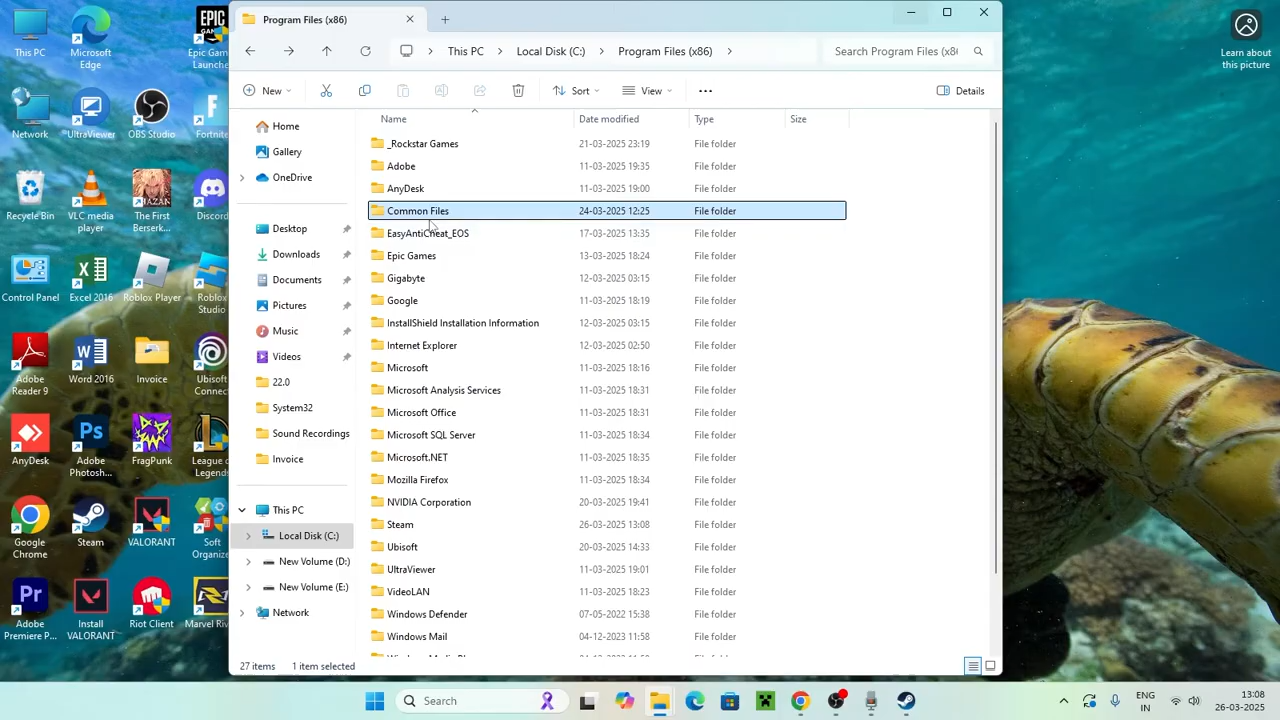 Program Files (x86)
This PC
Local Disk (C:)
Program Files (x86)
Search Program Files (x86
New
Sort
View
Details
Name
Date modified
Type
Size
Home
Gallery
OneDrive
Desktop
Downloads
Documents
Pictures
Music
Videos
22.0
System32
Sound Recordings
Invoice
This PC
Local Disk (C:)
New Volume (D:)
New Volume (E:)
Network
_Rockstar Games 21-03-2025 23:19 File folder
Adobe 11-03-2025 19:35 File folder
AnyDesk 11-03-2025 19:00 File folder
Common Files 24-03-2025 12:25 File folder
EasyAntiCheat_EOS 17-03-2025 13:35 File folder
Epic Games 13-03-2025 18:24 File folder
Gigabyte 12-03-2025 03:15 File folder
Google 11-03-2025 18:19 File folder
InstallShield Installation Information 12-03-2025 03:15 File folder
Internet Explorer 12-03-2025 02:50 File folder
Microsoft 11-03-2025 18:16 File folder
Microsoft Analysis Services 11-03-2025 18:31 File folder
Microsoft Office 11-03-2025 18:31 File folder
Microsoft SQL Server 11-03-2025 18:34 File folder
Microsoft.NET 11-03-2025 18:35 File folder
Mozilla Firefox 11-03-2025 18:34 File folder
NVIDIA Corporation 20-03-2025 19:41 File folder
Steam 26-03-2025 13:08 File folder
Ubisoft 20-03-2025 14:33 File folder
UltraViewer 11-03-2025 19:01 File folder
VideoLAN 11-03-2025 18:23 File folder
Windows Defender 07-05-2022 15:38 File folder
Windows Mail 04-12-2023 11:58 File folder
27 items
1 item selected
This PC
Microsoft
Edge
EPIC
Epic Game
Launche
Network
UltraViewer
OBS Studio
Fortnite
Recycle Bin
VLC media
player
The First
Berserk...
Discord
Control Panel
Excel 2016
Roblox Player
Roblox
Studio
Adobe
Reader 9
Word 2016
Invoice
Ubisoft
Connec
AnyDesk
Adobe
Photosh...
FragPunk
League o
Legends
Google
Chrome
Steam
VALORANT
Soft
Organize
Adobe
Premiere P...
Install
VALORANT
Riot Client
Marvel Riv
Learn about
this picture
Search
ENG
IN
13:08
26-03-2025